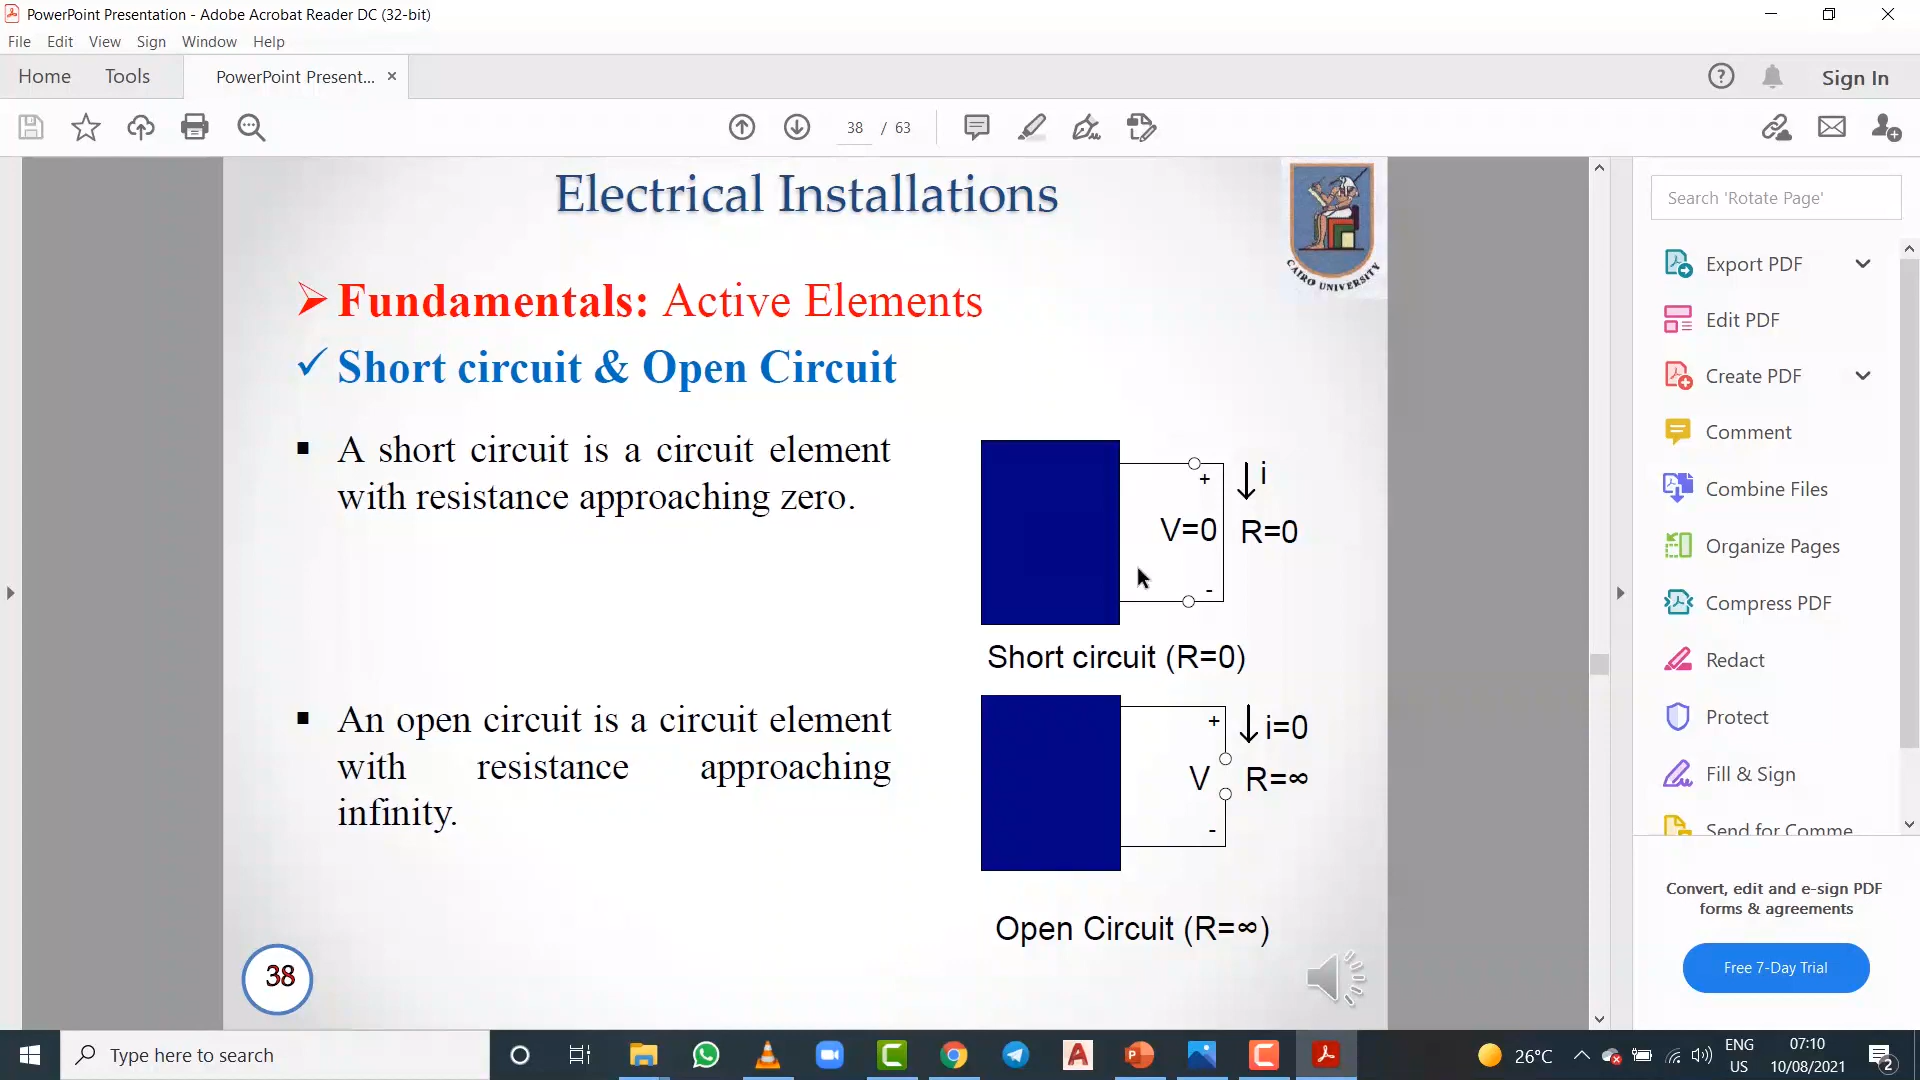 PowerPoint Presentation - Adobe Acrobat Reader DC (32-bit)
File Edit View Sign Window Help
Home Tools PowerPoint Present... × ? Sign In
38 / 63
Electrical Installations
CAIRO UNIVERSITY
Fundamentals: Active Elements
Short circuit & Open Circuit
A short circuit is a circuit element
with resistance approaching zero.
+
i
V=0
R=0
-
Short circuit (R=0)
An open circuit is a circuit element
with resistance approaching
infinity.
+
i=0
V
R=∞
-
Open Circuit (R=∞)
38
Search 'Rotate Page'
Export PDF
Edit PDF
Create PDF
Comment
Combine Files
Organize Pages
Compress PDF
Redact
Protect
Fill & Sign
Send for Comme
Convert, edit and e-sign PDF
forms & agreements
Free 7-Day Trial
Type here to search
26°C
ENG
US
07:10
10/08/2021
2